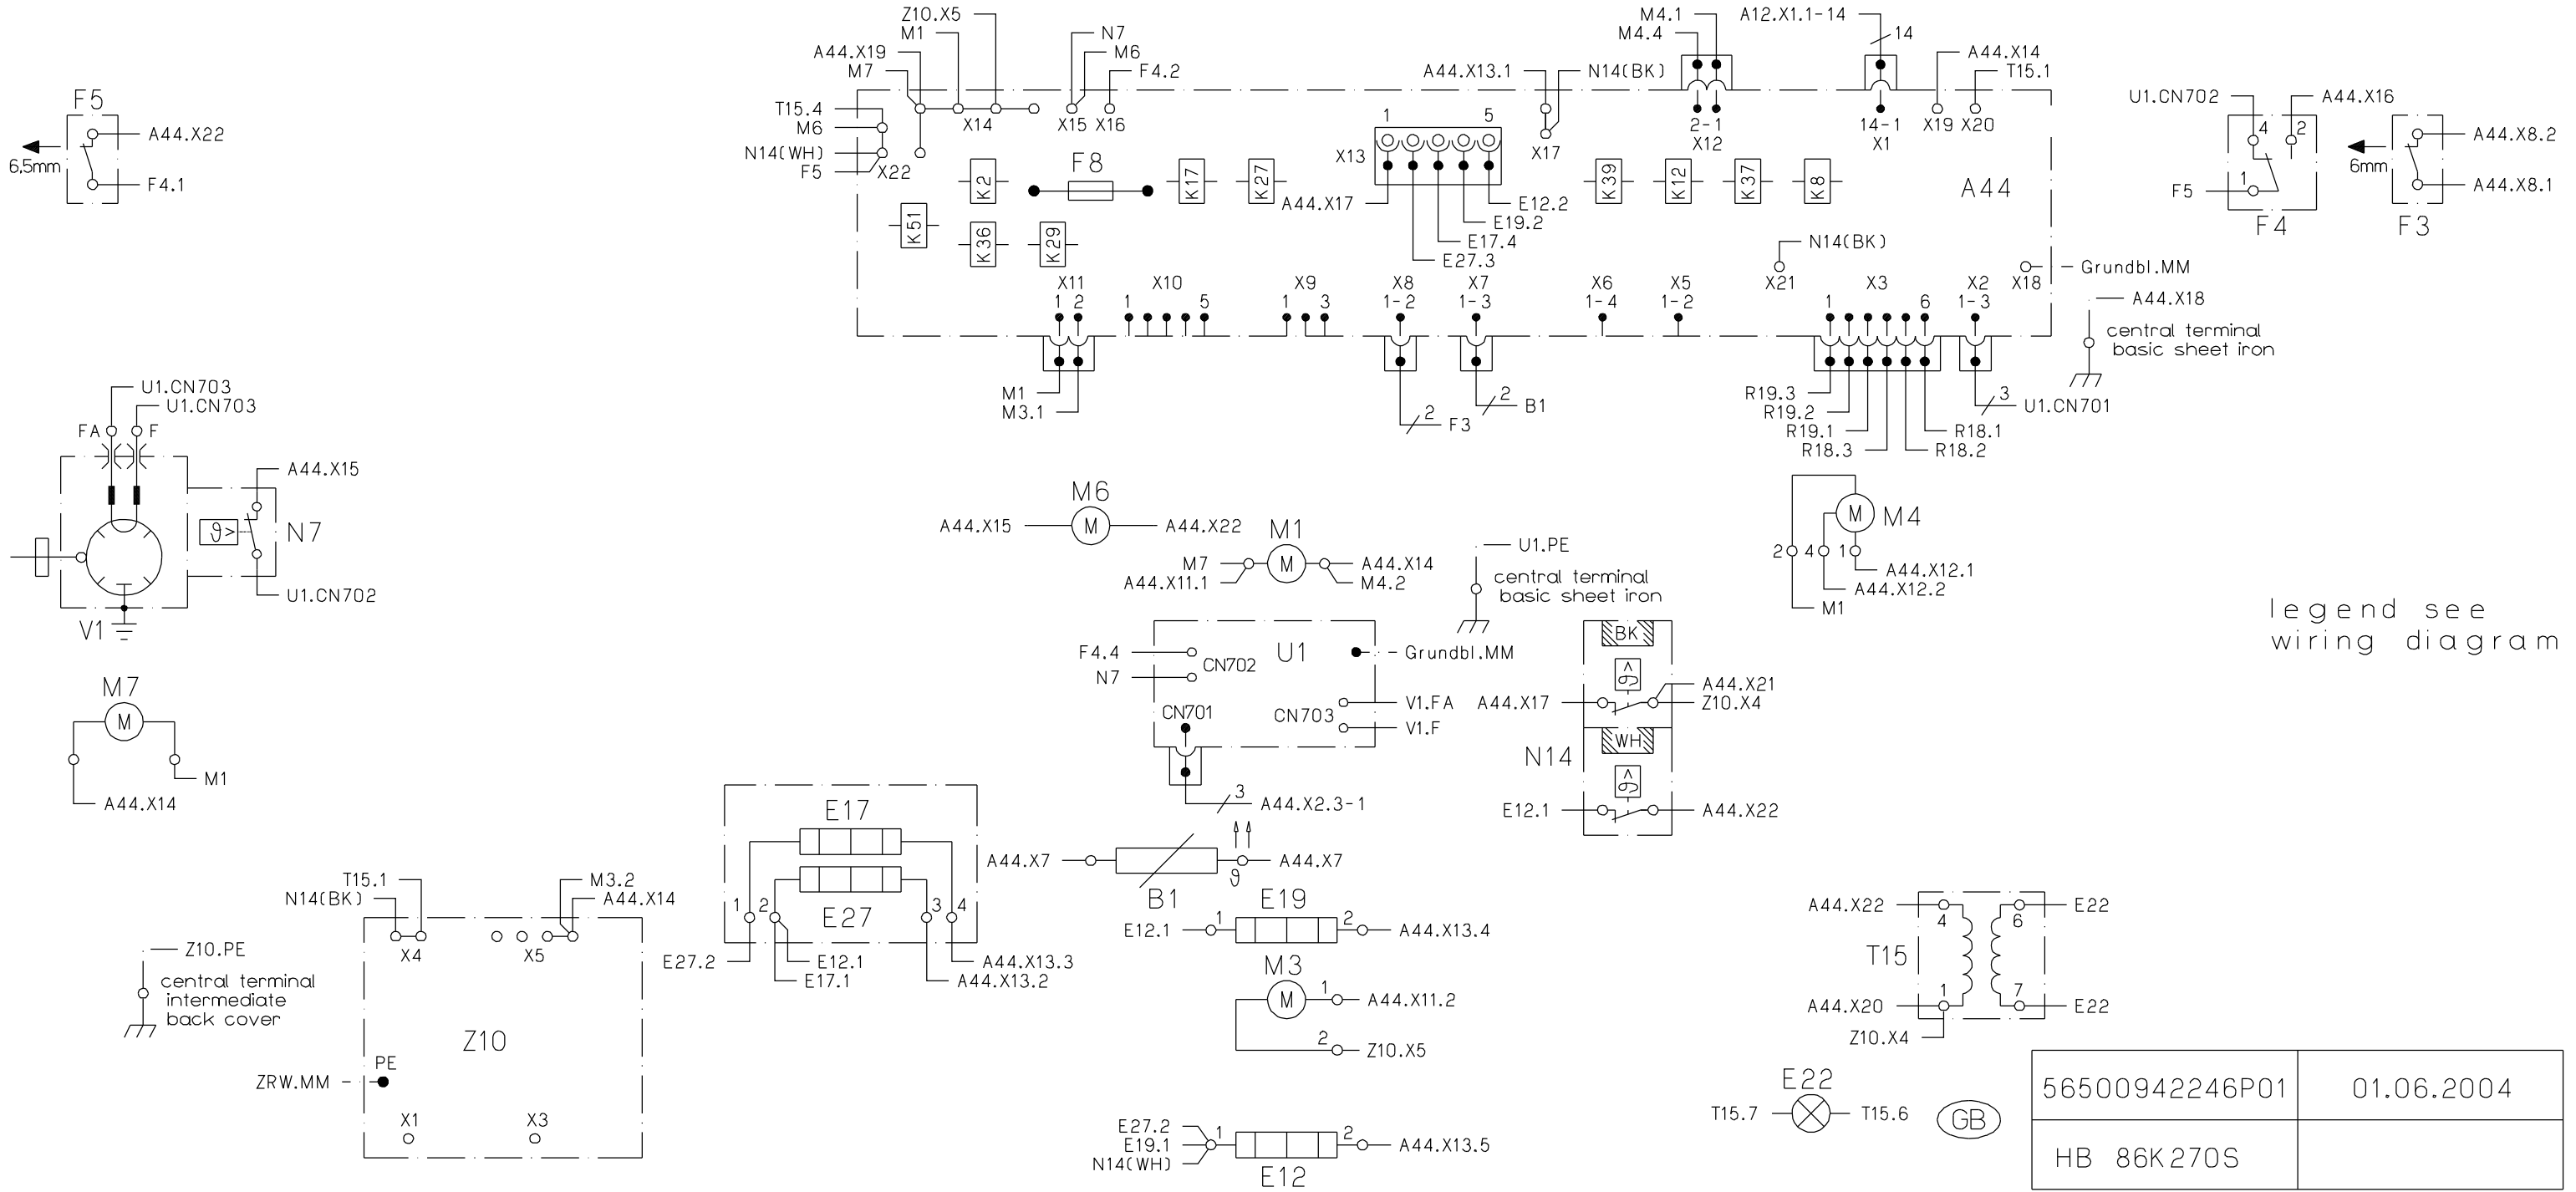 Z10.X5
M1
A44.X19
M7
N7
M6
F4.2
A44.X13.1
N14(BK)
M4.1
M4.4
A12.X1.1-14
14
A44.X14
T15.1
F5
A44.X22
6,5mm
F4.1
T15.4
M6
N14(WH)
F5
X22
X14
X15
X16
X13
1
5
X17
2-1
X12
14-1
X1
X19
X20
U1.CN702
A44.X16
4
2
1
F5
F4
A44.X8.2
6mm
A44.X8.1
F3
K2
F8
K17
K27
K39
K12
K37
K8
A44
K51
K36
K29
A44.X17
E12.2
E19.2
E17.4
E27.3
N14(BK)
X21
X18
Grundbl.MM
A44.X18
central terminal
basic sheet iron
X11
1 2
X10
1
5
X9
1
3
X8
1-2
X7
1-3
X6
1-4
X5
1-2
X3
1
6
X2
1-3
M1
M3.1
2
F3
2
B1
R19.3
R19.2
R19.1
R18.3
R18.1
R18.2
3
U1.CN701
U1.CN703
U1.CN703
FA
F
A44.X15
ϑ>
N7
U1.CN702
V1
M6
A44.X15
M
A44.X22
M1
M7
A44.X11.1
M
A44.X14
M4.2
U1.PE
central terminal
basic sheet iron
M
M4
2
4
1
A44.X12.1
A44.X12.2
M1
legend see
wiring diagram
F4.4
N7
CN702
U1
Grundbl.MM
CN701
CN703
V1.FA
V1.F
3
A44.X2.3-1
BK
ϑ>
A44.X17
A44.X21
Z10.X4
WH
N14
ϑ>
E12.1
A44.X22
M7
M
M1
A44.X14
E17
E27
1
2
3
4
E27.2
E12.1
E17.1
A44.X13.3
A44.X13.2
A44.X7
A44.X7
B1
ϑ
E19
E12.1
1
2
A44.X13.4
M3
M
1
A44.X11.2
2
Z10.X5
T15.1
N14(BK)
M3.2
A44.X14
X4
X5
Z10.PE
central terminal
intermediate
back cover
Z10
ZRW.MM
PE
X1
X3
E27.2
E19.1
N14(WH)
1
2
A44.X13.5
E12
A44.X22
4
6
E22
T15
A44.X20
1
7
E22
Z10.X4
E22
T15.7
T15.6
GB
56500942246P01
01.06.2004
HB 86K270S